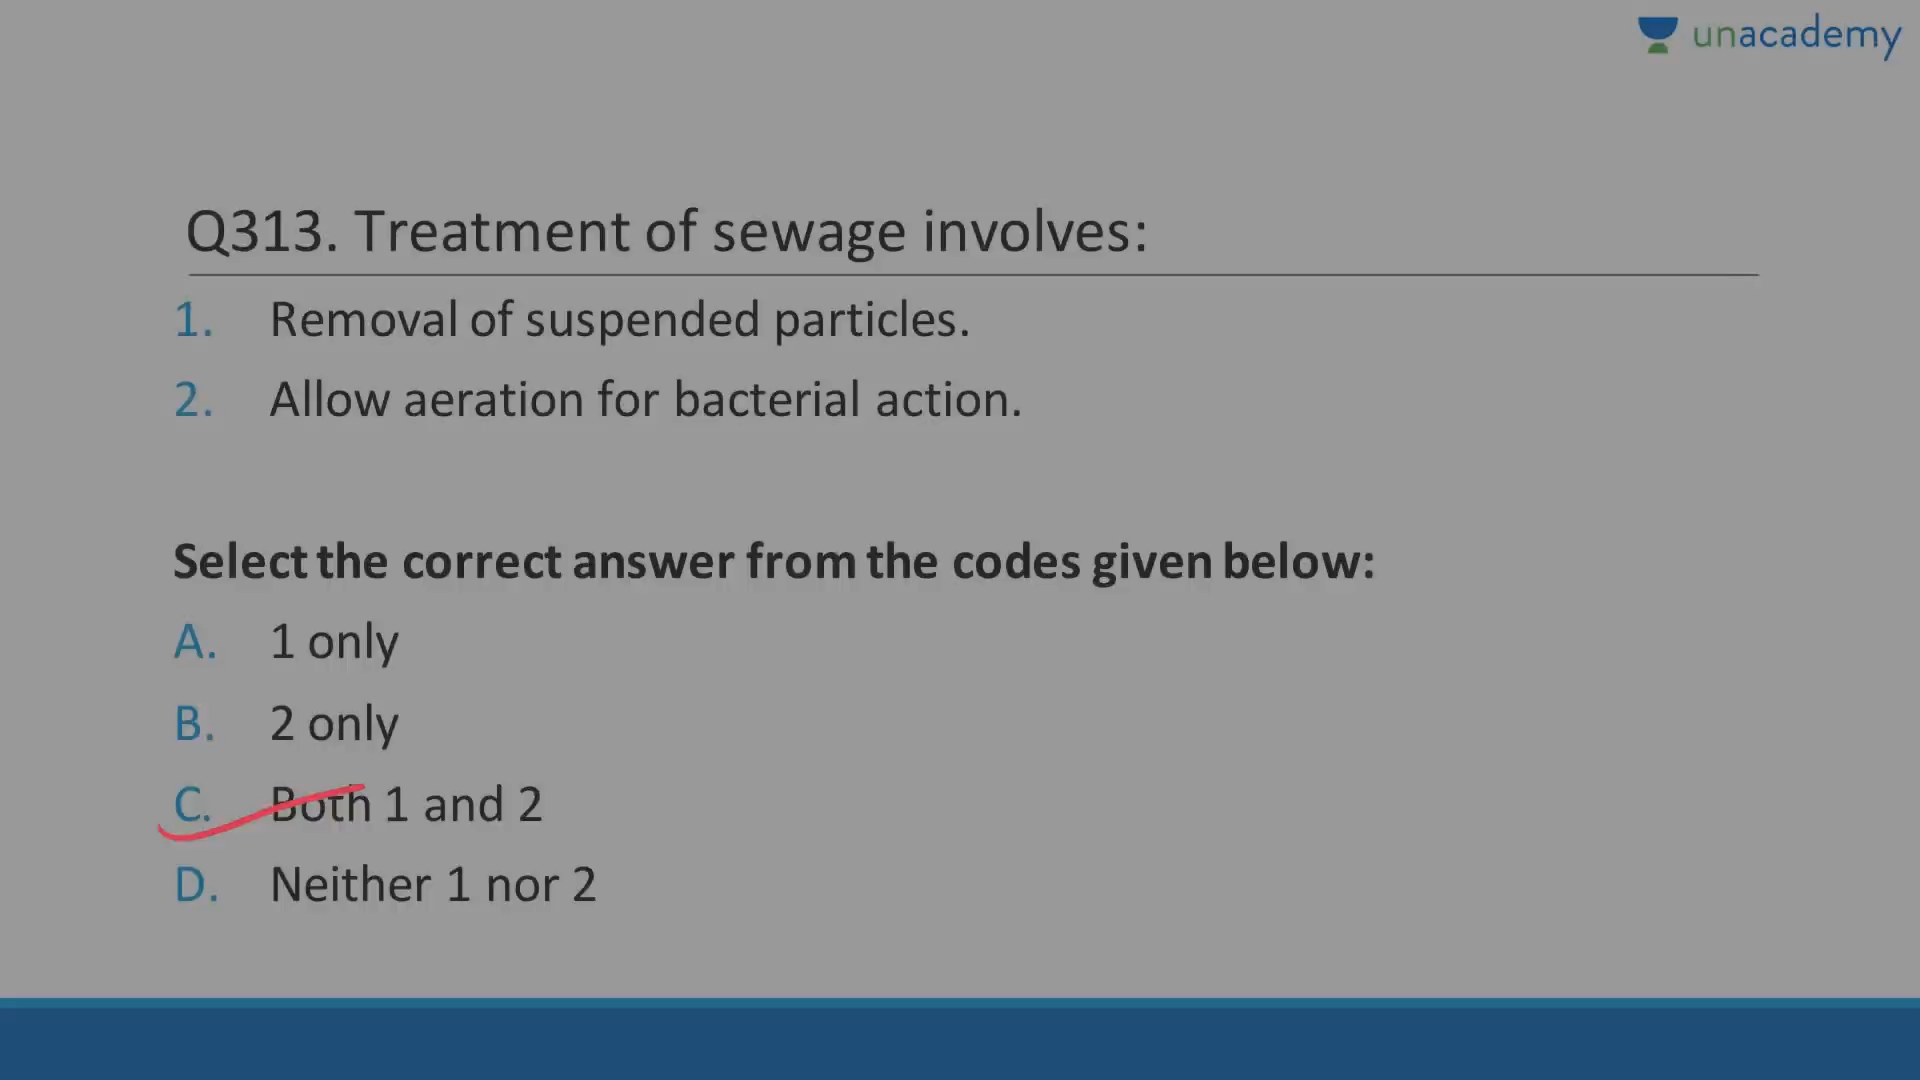 unacademy
Q313. Treatment of sewage involves:
1. Removal of suspended particles.
2. Allow aeration for bacterial action.
Select the correct answer from the codes given below:
A. 1 only
B. 2 only
C. Both 1 and 2
D. Neither 1 nor 2